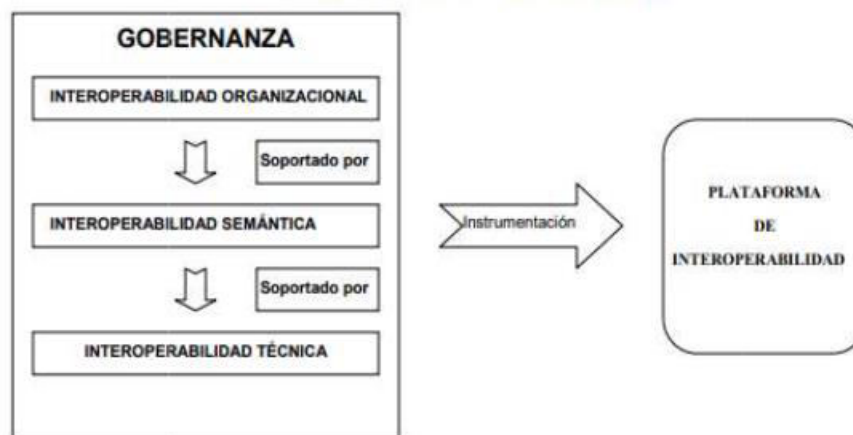 GOBERNANZA
INTEROPERABILIDAD ORGANIZACIONAL
Soportado por
INTEROPERABILIDAD SEMÁNTICA
Soportado por
INTEROPERABILIDAD TÉCNICA
Instrumentación
PLATAFORMA
DE
INTEROPERABILIDAD